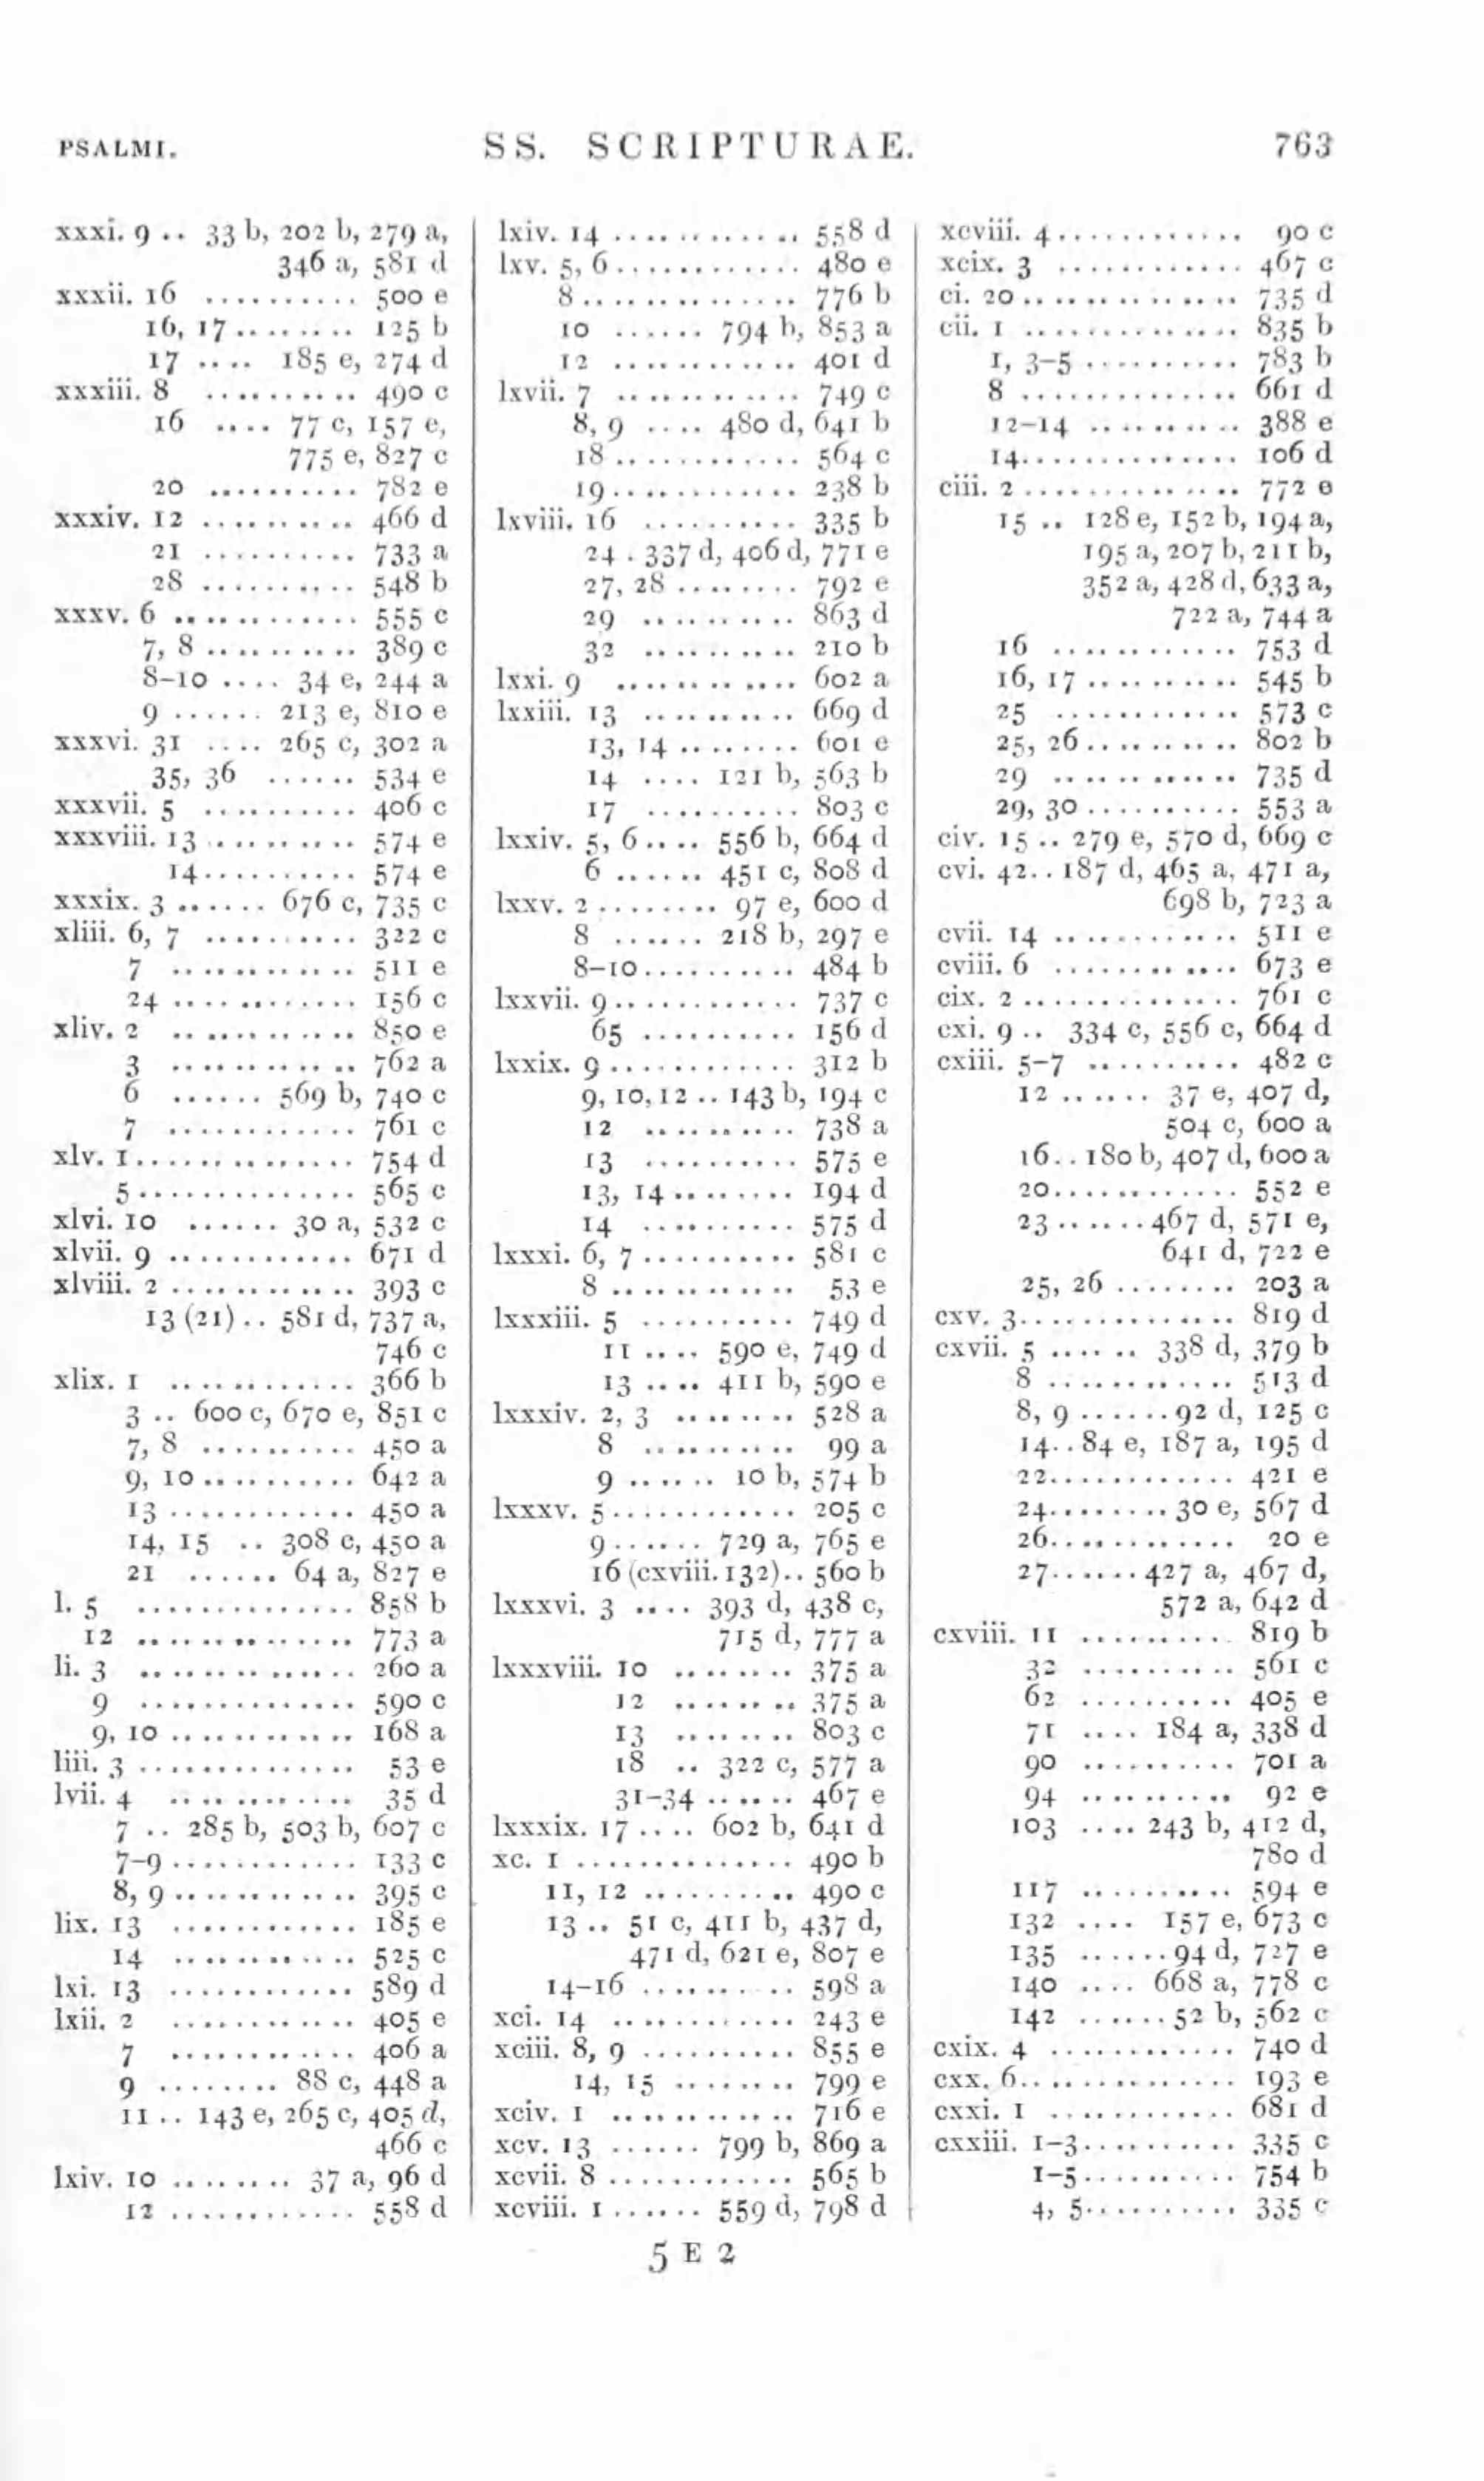 PSALMI. SS. SCRIPTURAE. 763
xxxi. 9 .. 33 b, 202 b, 279 a,
346 a, 581 d
xxxii. 16 .......... 500 e
16, 17 ........ 125 b
17 .... 185 e, 274 d
xxxiii. 8 .......... 490 c
16 .... 77 c, 157 e,
775 e, 827 c
20 .......... 782 e
xxxiv. 12 .......... 466 d
21 .......... 733 a
28 .......... 548 b
xxxv. 6 ............ 555 c
7, 8 .......... 389 c
8-10 .... 34 e, 244 a
9 ...... 213 e, 810 e
xxxvi. 31 .... 265 c, 302 a
35, 36 ...... 534 e
xxxvii. 5 .......... 406 c
xxxviii. 13 .......... 574 e
14 .......... 574 e
xxxix. 3 ...... 676 c, 735 c
xliii. 6, 7 .......... 322 c
7 ............ 511 e
24 ............ 156 c
xliv. 2 ............ 850 e
3 ............ 762 a
6 ...... 569 b, 740 c
7 ............ 761 c
xlv. 1 .............. 754 d
5 .............. 565 c
xlvi. 10 ...... 30 a, 532 c
xlvii. 9 ............ 671 d
xlviii. 2 ............ 393 c
13 (21) .. 581 d, 737 a,
746 c
xlix. 1 ............ 366 b
3 .. 600 c, 670 e, 851 c
7, 8 .......... 450 a
9, 10 .......... 642 a
13 ............ 450 a
14, 15 .. 308 c, 450 a
21 ...... 64 a, 827 e
l. 5 .............. 858 b
12 .............. 773 a
li. 3 .............. 260 a
9 .............. 590 c
9, 10 ............ 168 a
liii. 3 .............. 53 e
lvii. 4 ............ 35 d
7 .. 285 b, 503 b, 607 c
7-9 ............ 133 c
8, 9 ............ 395 c
lix. 13 ............ 185 e
14 ............ 525 c
lxi. 13 ............ 589 d
lxii. 2 ............ 405 e
7 ............ 406 a
9 ........ 88 c, 448 a
11 .. 143 e, 265 c, 405 d,
466 c
lxiv. 10 ........ 37 a, 96 d
12 ............ 558 d
lxiv. 14 ............ 558 d
lxv. 5, 6 ............ 480 e
8 .............. 776 b
10 ...... 794 b, 853 a
12 ............ 401 d
lxvii. 7 ............ 749 c
8, 9 .... 480 d, 641 b
18 ............ 564 c
19 ............ 238 b
lxviii. 16 .......... 335 b
24 . 337 d, 406 d, 771 e
27, 28 ........ 792 e
29 .......... 863 d
32 .......... 210 b
lxxi. 9 ............ 602 a
lxxiii. 13 .......... 669 d
13, 14 ........ 601 e
14 .... 121 b, 563 b
17 .......... 803 c
lxxiv. 5, 6 .... 556 b, 664 d
6 ...... 451 c, 808 d
lxxv. 2 ........ 97 e, 600 d
8 ...... 218 b, 297 e
8-10 .......... 484 b
lxxvii. 9 ............ 737 c
65 .......... 156 d
lxxix. 9 ............ 312 b
9, 10, 12 .. 143 b, 194 c
12 .......... 738 a
13 .......... 575 e
13, 14 ........ 194 d
14 .......... 575 d
lxxxi. 6, 7 .......... 581 c
8 ............ 53 e
lxxxiii. 5 .......... 749 d
11 .... 590 e, 749 d
13 .... 411 b, 590 e
lxxxiv. 2, 3 ........ 528 a
8 .......... 99 a
9 ...... 10 b, 574 b
lxxxv. 5 ............ 205 c
9 ...... 729 a, 765 e
16 (cxviii. 132) .. 560 b
lxxxvi. 3 .... 393 d, 438 c,
715 d, 777 a
lxxxviii. 10 ........ 375 a
12 ........ 375 a
13 ........ 803 c
18 .. 322 c, 577 a
31-34 ...... 467 e
lxxxix. 17 .... 602 b, 641 d
xc. 1 .............. 490 b
11, 12 .......... 490 c
13 .. 51 c, 411 b, 437 d,
471 d, 621 e, 807 e
14-16 .......... 598 a
xci. 14 ............ 243 e
xciii. 8, 9 .......... 855 e
14, 15 ........ 799 e
xciv. 1 ............ 716 e
xcv. 13 ...... 799 b, 869 a
xcvii. 8 ............ 565 b
xcviii. 1 ...... 559 d, 798 d
xcviii. 4 ............ 90 c
xcix. 3 ............ 467 c
ci. 20 .............. 735 d
cii. 1 .............. 835 b
1, 3-5 .......... 783 b
8 .............. 661 d
12-14 .......... 388 e
14 .............. 106 d
ciii. 2 .............. 772 e
15 .. 128 e, 152 b, 194 a,
195 a, 207 b, 211 b,
352 a, 428 d, 633 a,
722 a, 744 a
16 ............ 753 d
16, 17 .......... 545 b
25 ............ 573 c
25, 26 .......... 802 b
29 ............ 735 d
29, 30 .......... 553 a
civ. 15 .. 279 e, 570 d, 669 c
cvi. 42 .. 187 d, 465 a, 471 a,
698 b, 723 a
cvii. 14 ............ 511 e
cviii. 6 ............ 673 e
cix. 2 .............. 761 c
cxi. 9 .. 334 c, 556 c, 664 d
cxiii. 5-7 .......... 482 c
12 ...... 37 e, 407 d,
504 c, 600 a
16 .. 180 b, 407 d, 600 a
20 ............ 552 e
23 ...... 467 d, 571 e,
641 d, 722 e
25, 26 ........ 203 a
cxv. 3 .............. 819 d
cxvii. 5 ...... 338 d, 379 b
8 ............ 513 d
8, 9 ...... 92 d, 125 c
14 .. 84 e, 187 a, 195 d
22 ............ 421 e
24 ........ 30 e, 567 d
26 ............ 20 e
27 ...... 427 a, 467 d,
572 a, 642 d
cxviii. 11 .......... 819 b
32 .......... 561 c
62 .......... 405 e
71 .... 184 a, 338 d
90 .......... 701 a
94 .......... 92 e
103 .... 243 b, 412 d,
780 d
117 .......... 594 e
132 .... 157 e, 673 c
135 ...... 94 d, 727 e
140 .... 668 a, 778 c
142 ...... 52 b, 562 c
cxix. 4 ............ 740 d
cxx. 6 .............. 193 e
cxxi. 1 ............ 681 d
cxxiii. 1-3 .......... 335 c
1-5 .......... 754 b
4, 5 .......... 335 c
5 E 2